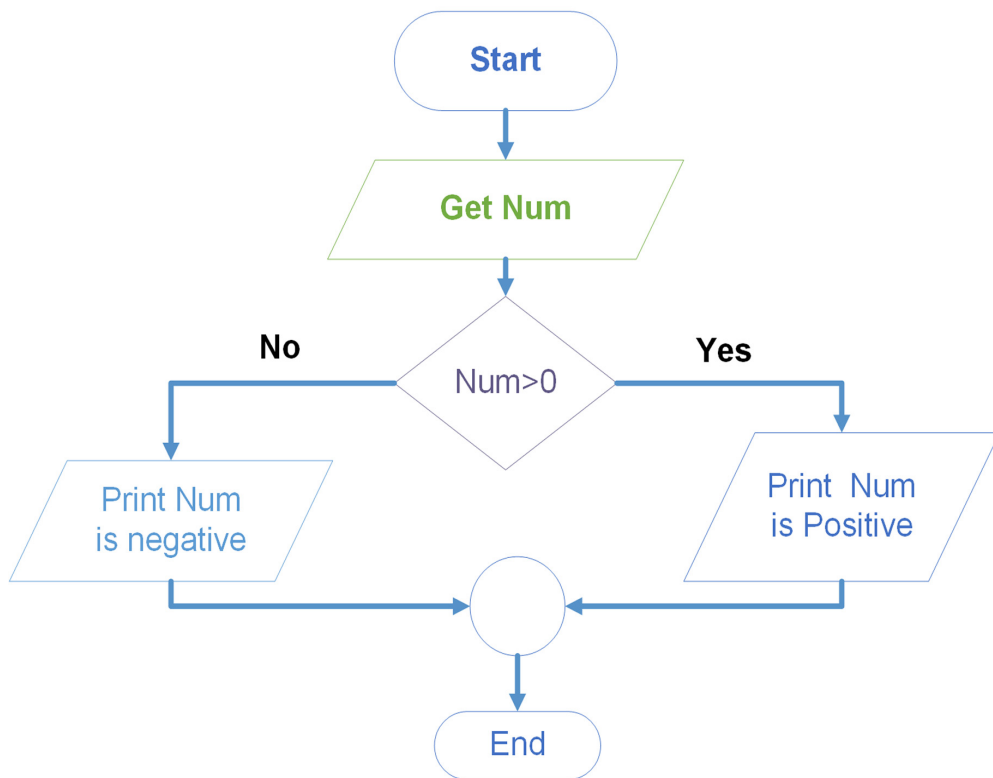 Start
Get Num
No
Yes
Num>0
Print Num
is negative
Print  Num
is Positive
End